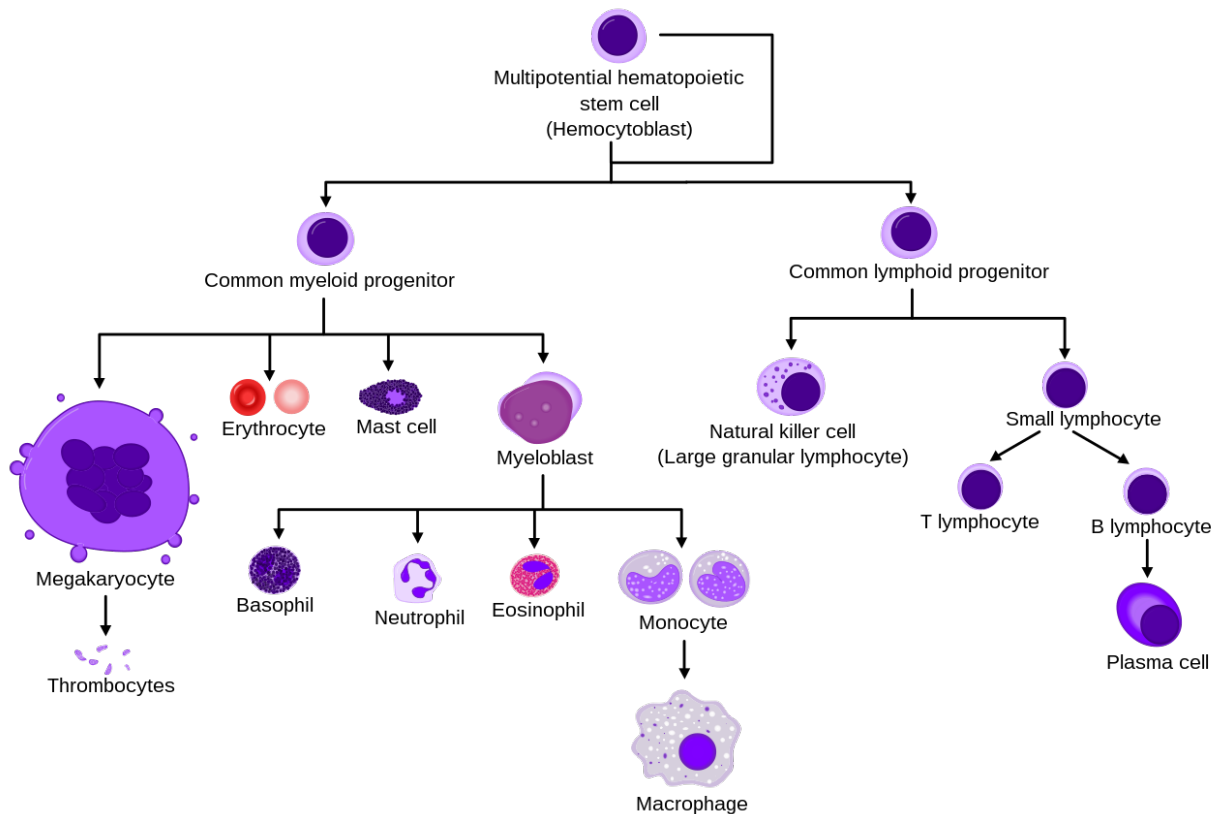 Multipotential hematopoietic
stem cell
(Hemocytoblast)
Common myeloid progenitor
Common lymphoid progenitor
Erythrocyte
Mast cell
Myeloblast
Natural killer cell
(Large granular lymphocyte)
Small lymphocyte
T lymphocyte
B lymphocyte
Megakaryocyte
Basophil
Neutrophil
Eosinophil
Monocyte
Plasma cell
Thrombocytes
Macrophage